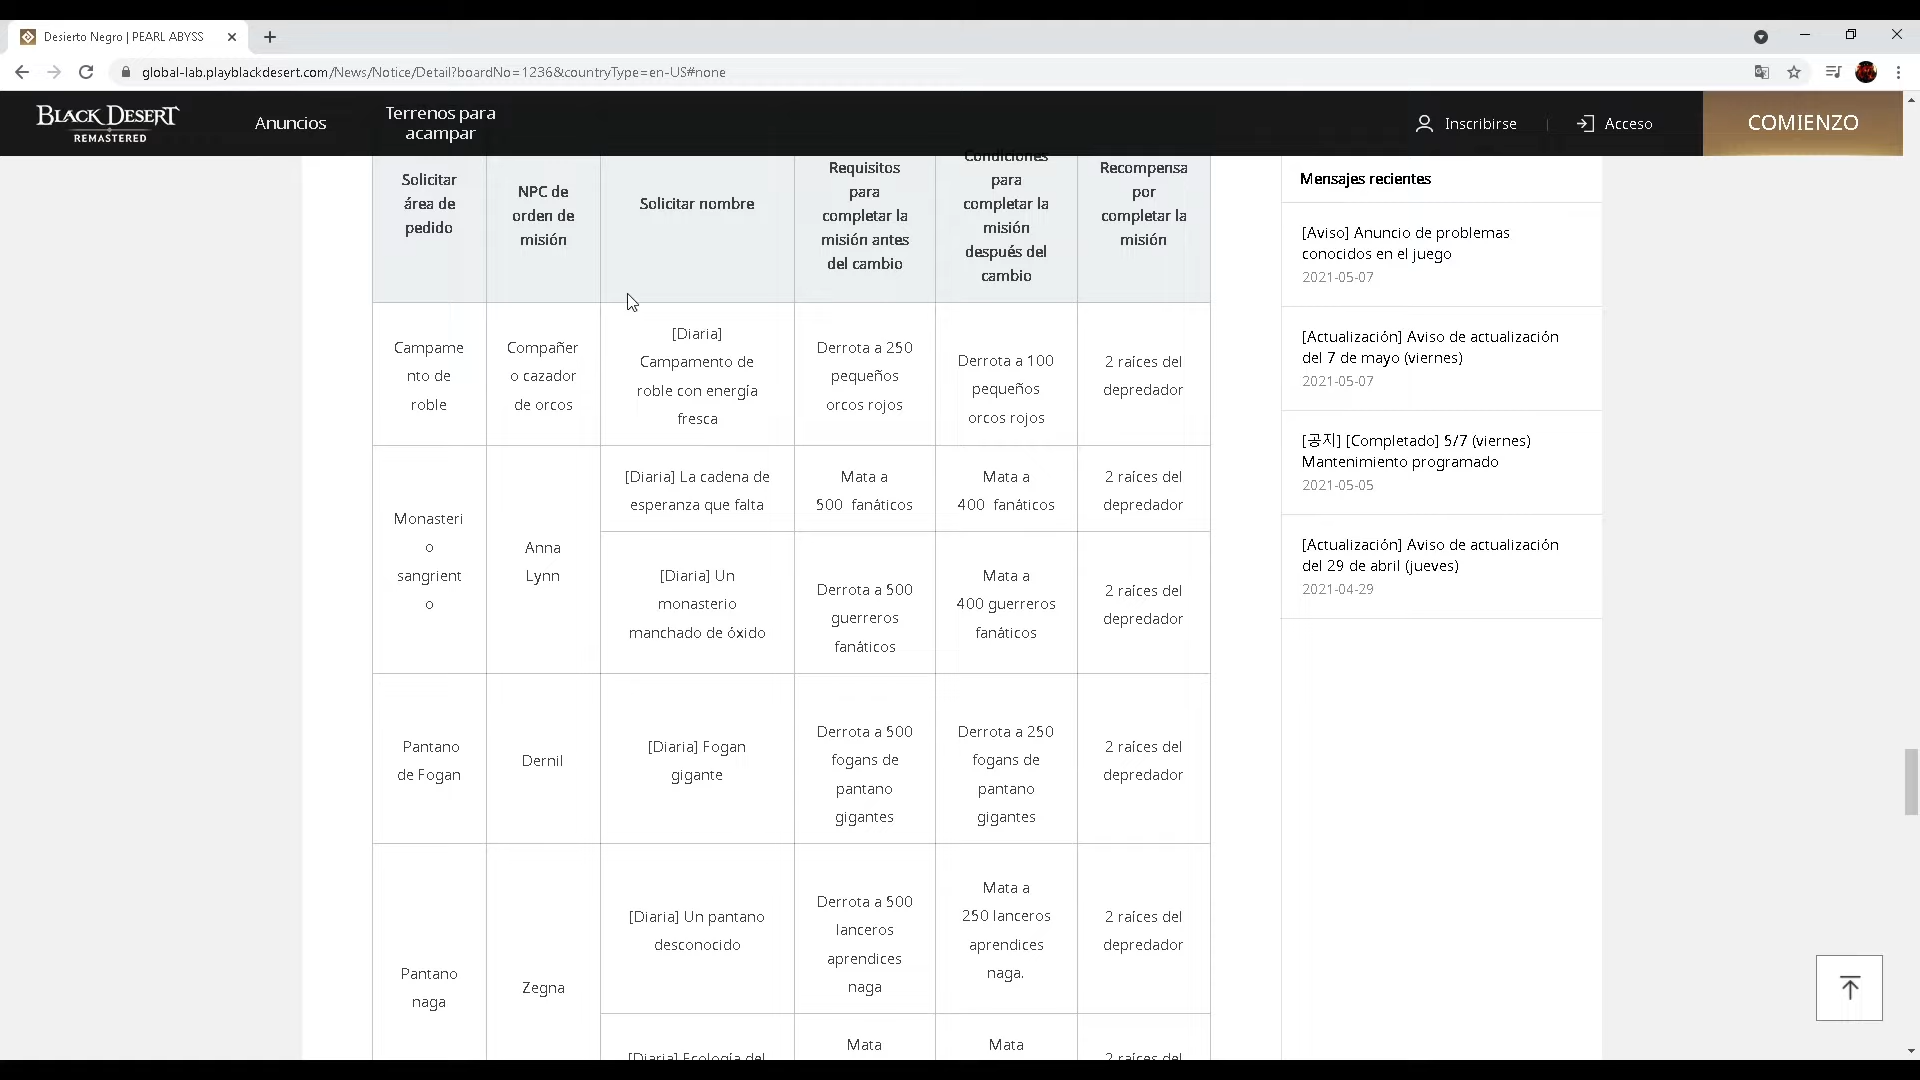 Desierto Negro | PEARL ABYSS
global-lab.playblackdesert.com/News/Notice/Detail?boardNo=1236&countryType=en-US#none
BLACK DESERT
REMASTERED
Anuncios
Terrenos para
acampar
Inscribirse
Acceso
COMIENZO
Solicitar
área de
pedido
NPC de
orden de
misión
Solicitar nombre
Requisitos
para
completar la
misión antes
del cambio
Condiciones
para
completar la
misión
después del
cambio
Recompensa
por
completar la
misión
Campame
nto de
roble
Compañer
o cazador
de orcos
[Diaria]
Campamento de
roble con energía
fresca
Derrota a 250
pequeños
orcos rojos
Derrota a 100
pequeños
orcos rojos
2 raíces del
depredador
Monasteri
o
sangrient
o
Anna
Lynn
[Diaria] La cadena de
esperanza que falta
Mata a
500 fanáticos
Mata a
400 fanáticos
2 raíces del
depredador
[Diaria] Un
monasterio
manchado de óxido
Derrota a 500
guerreros
fanáticos
Mata a
400 guerreros
fanáticos
2 raíces del
depredador
Pantano
de Fogan
Dernil
[Diaria] Fogan
gigante
Derrota a 500
fogans de
pantano
gigantes
Derrota a 250
fogans de
pantano
gigantes
2 raíces del
depredador
Pantano
naga
Zegna
[Diaria] Un pantano
desconocido
Derrota a 500
lanceros
aprendices
naga
Mata a
250 lanceros
aprendices
naga.
2 raíces del
depredador
[Diaria] Ecología del
Mata
Mata
2 raíces del
Mensajes recientes
[Aviso] Anuncio de problemas
conocidos en el juego
2021-05-07
[Actualización] Aviso de actualización
del 7 de mayo (viernes)
2021-05-07
[공지] [Completado] 5/7 (viernes)
Mantenimiento programado
2021-05-05
[Actualización] Aviso de actualización
del 29 de abril (jueves)
2021-04-29